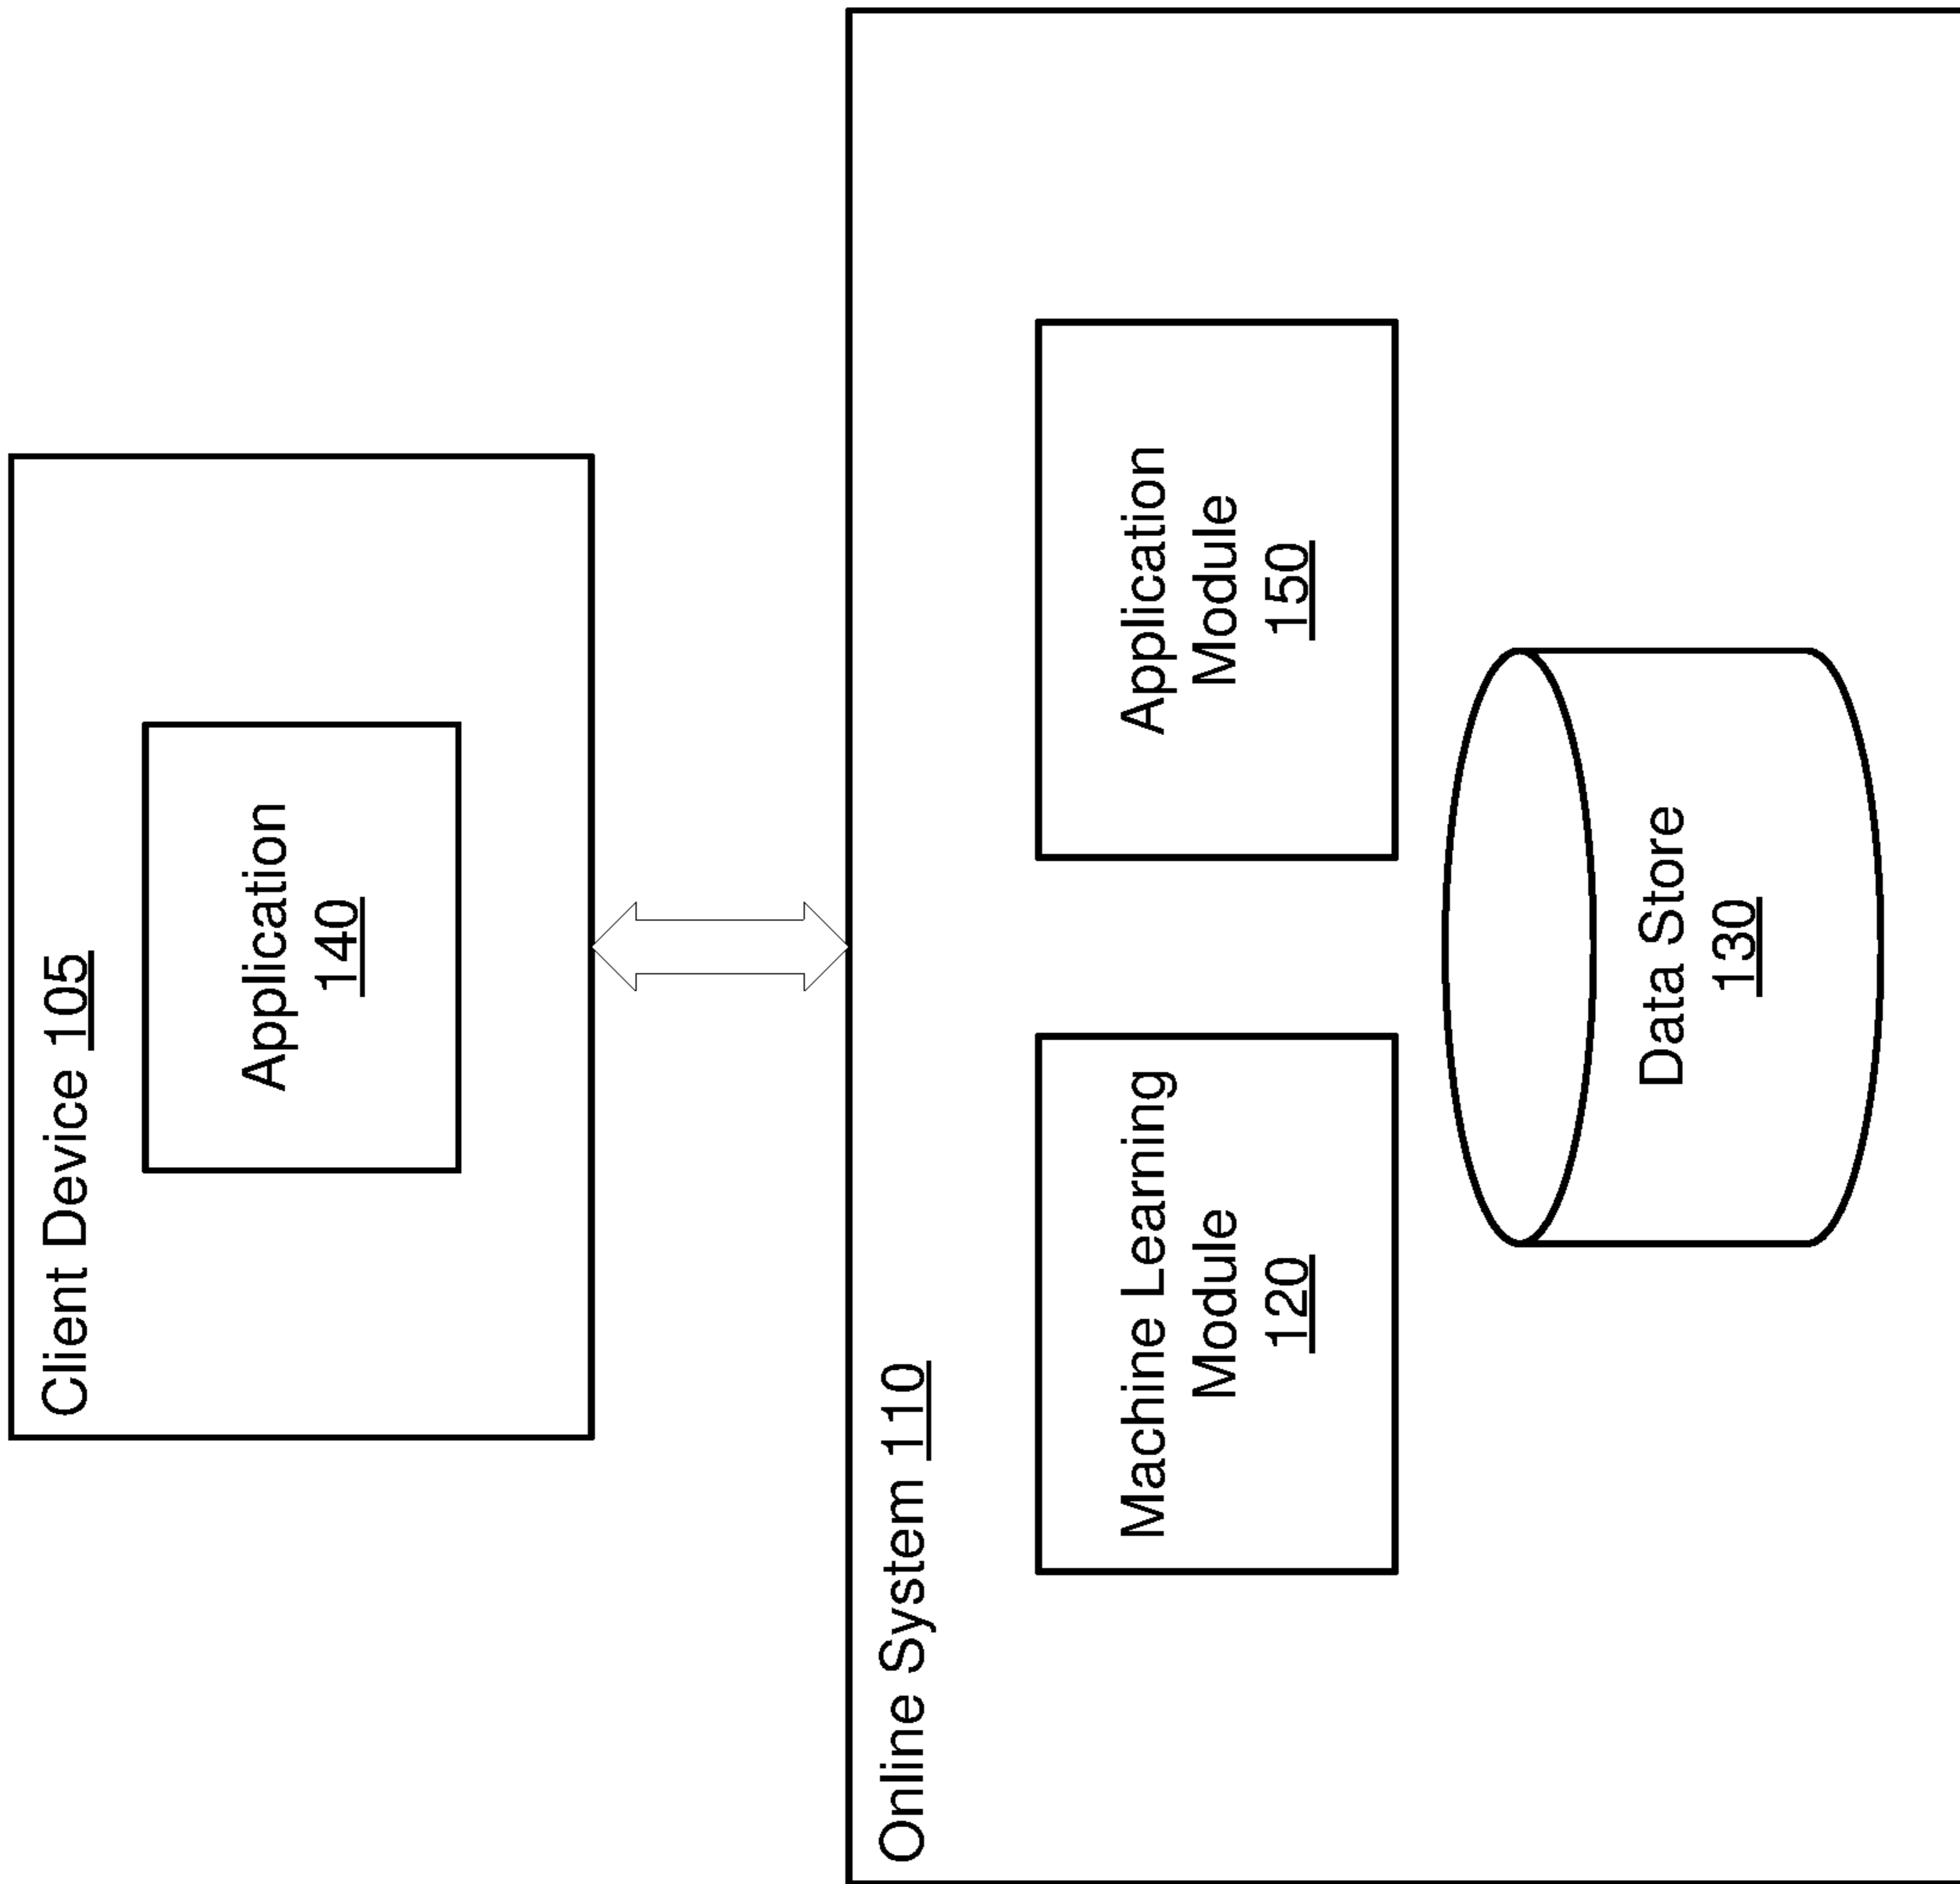 Client Device 105
Application
140
Online System 110
Machine Learning
Module
120
Application
Module
150
Data Store
130